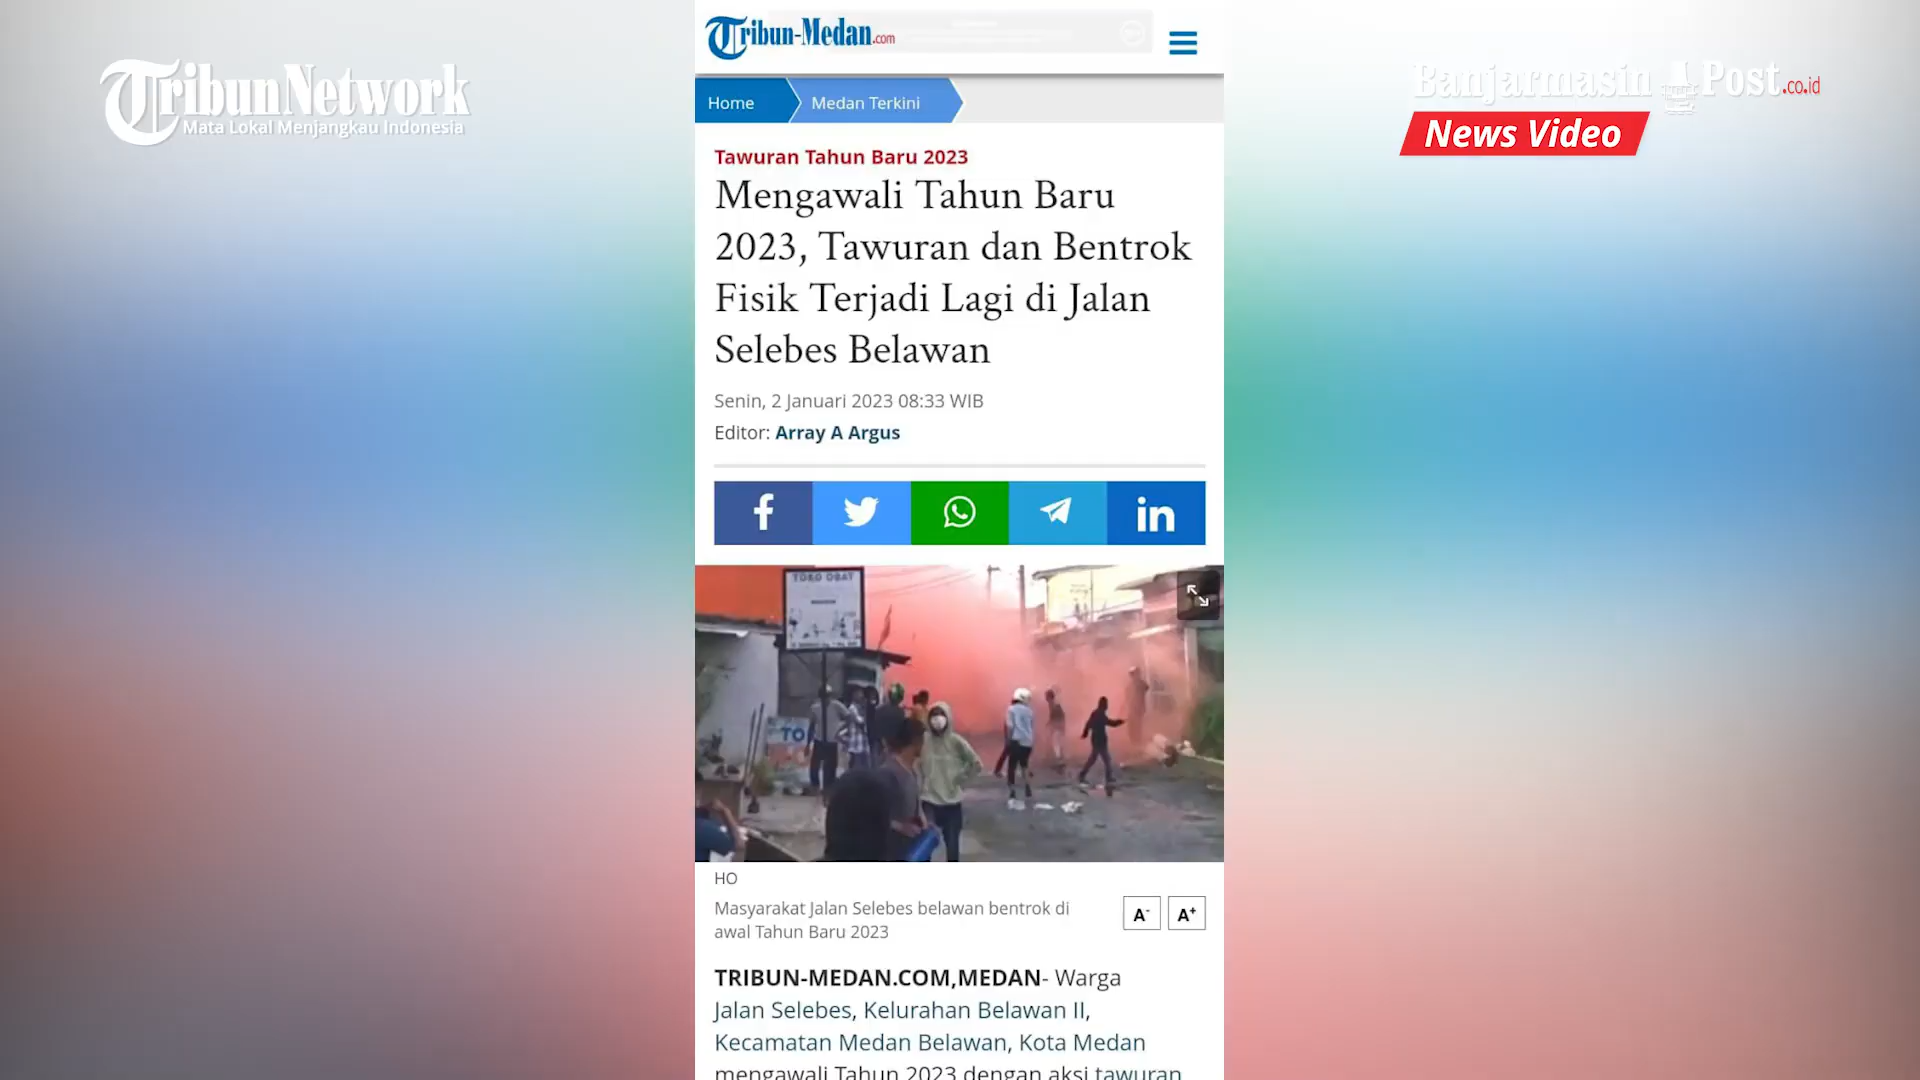 TribunNetwork
Mata Lokal Menjangkau Indonesia
Banjarmasin Post.co.id
News Video
Tribun-Medan.com
Home
Medan Terkini
Tawuran Tahun Baru 2023
Mengawali Tahun Baru
2023, Tawuran dan Bentrok
Fisik Terjadi Lagi di Jalan
Selebes Belawan
Senin, 2 Januari 2023 08:33 WIB
Editor: Array A Argus
TOKO OBAT
TO
HO
Masyarakat Jalan Selebes belawan bentrok di
awal Tahun Baru 2023
A-
A+
TRIBUN-MEDAN.COM,MEDAN- Warga
Jalan Selebes, Kelurahan Belawan II,
Kecamatan Medan Belawan, Kota Medan
mengawali Tahun 2023 dengan aksi tawuran